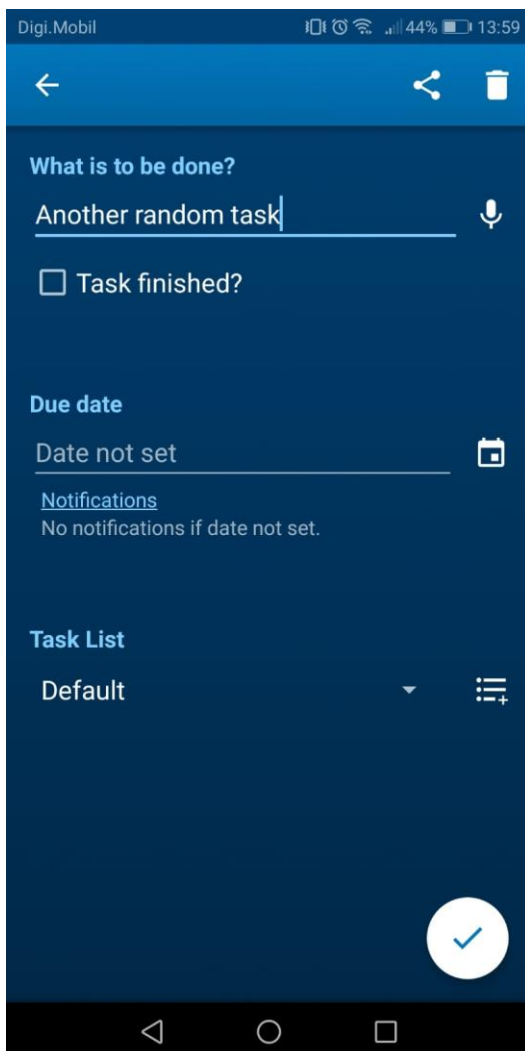 Digi.Mobil 44% 13:59
What is to be done?
Another random task
Task finished?
Due date
Date not set
Notifications
No notifications if date not set.
Task List
Default